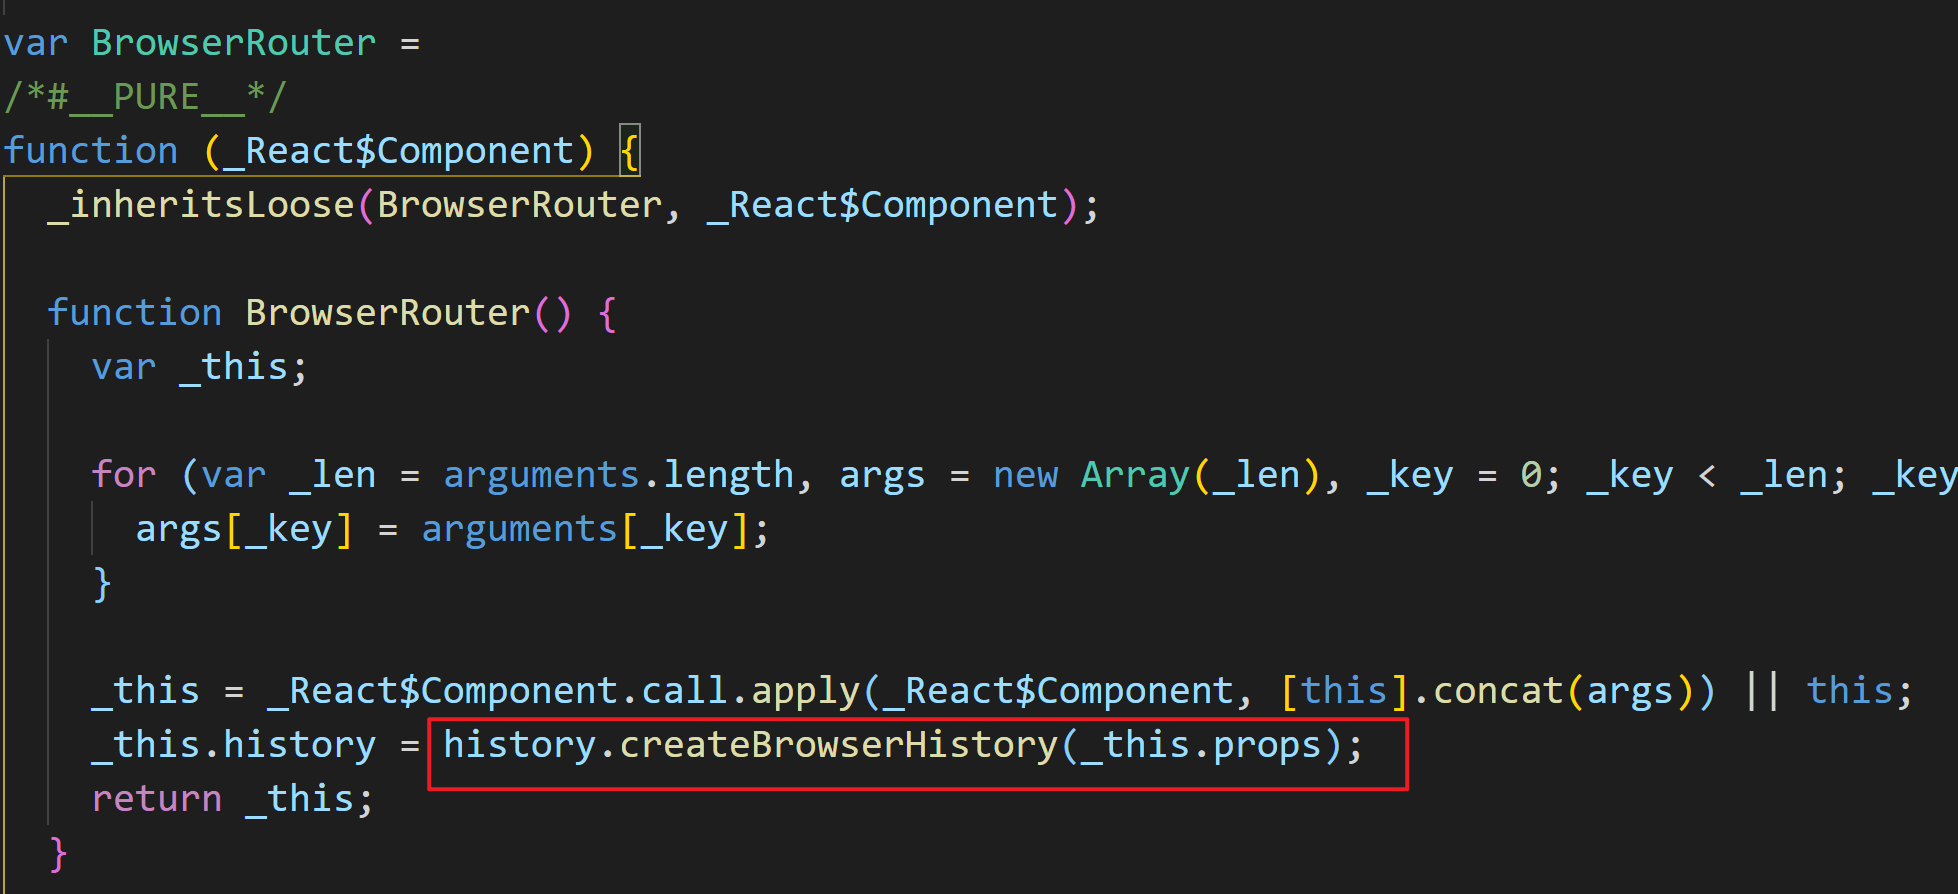 var BrowserRouter =
/*#__PURE__*/
function (_React$Component) {
_inheritsLoose(BrowserRouter, _React$Component);
function BrowserRouter() {
var _this;
for (var _len = arguments.length, args = new Array(_len), _key = 0; _key < _len; _key
args[_key] = arguments[_key];
}
_this = _React$Component.call.apply(_React$Component, [this].concat(args)) || this;
_this.history = history.createBrowserHistory(_this.props);
return _this;
}